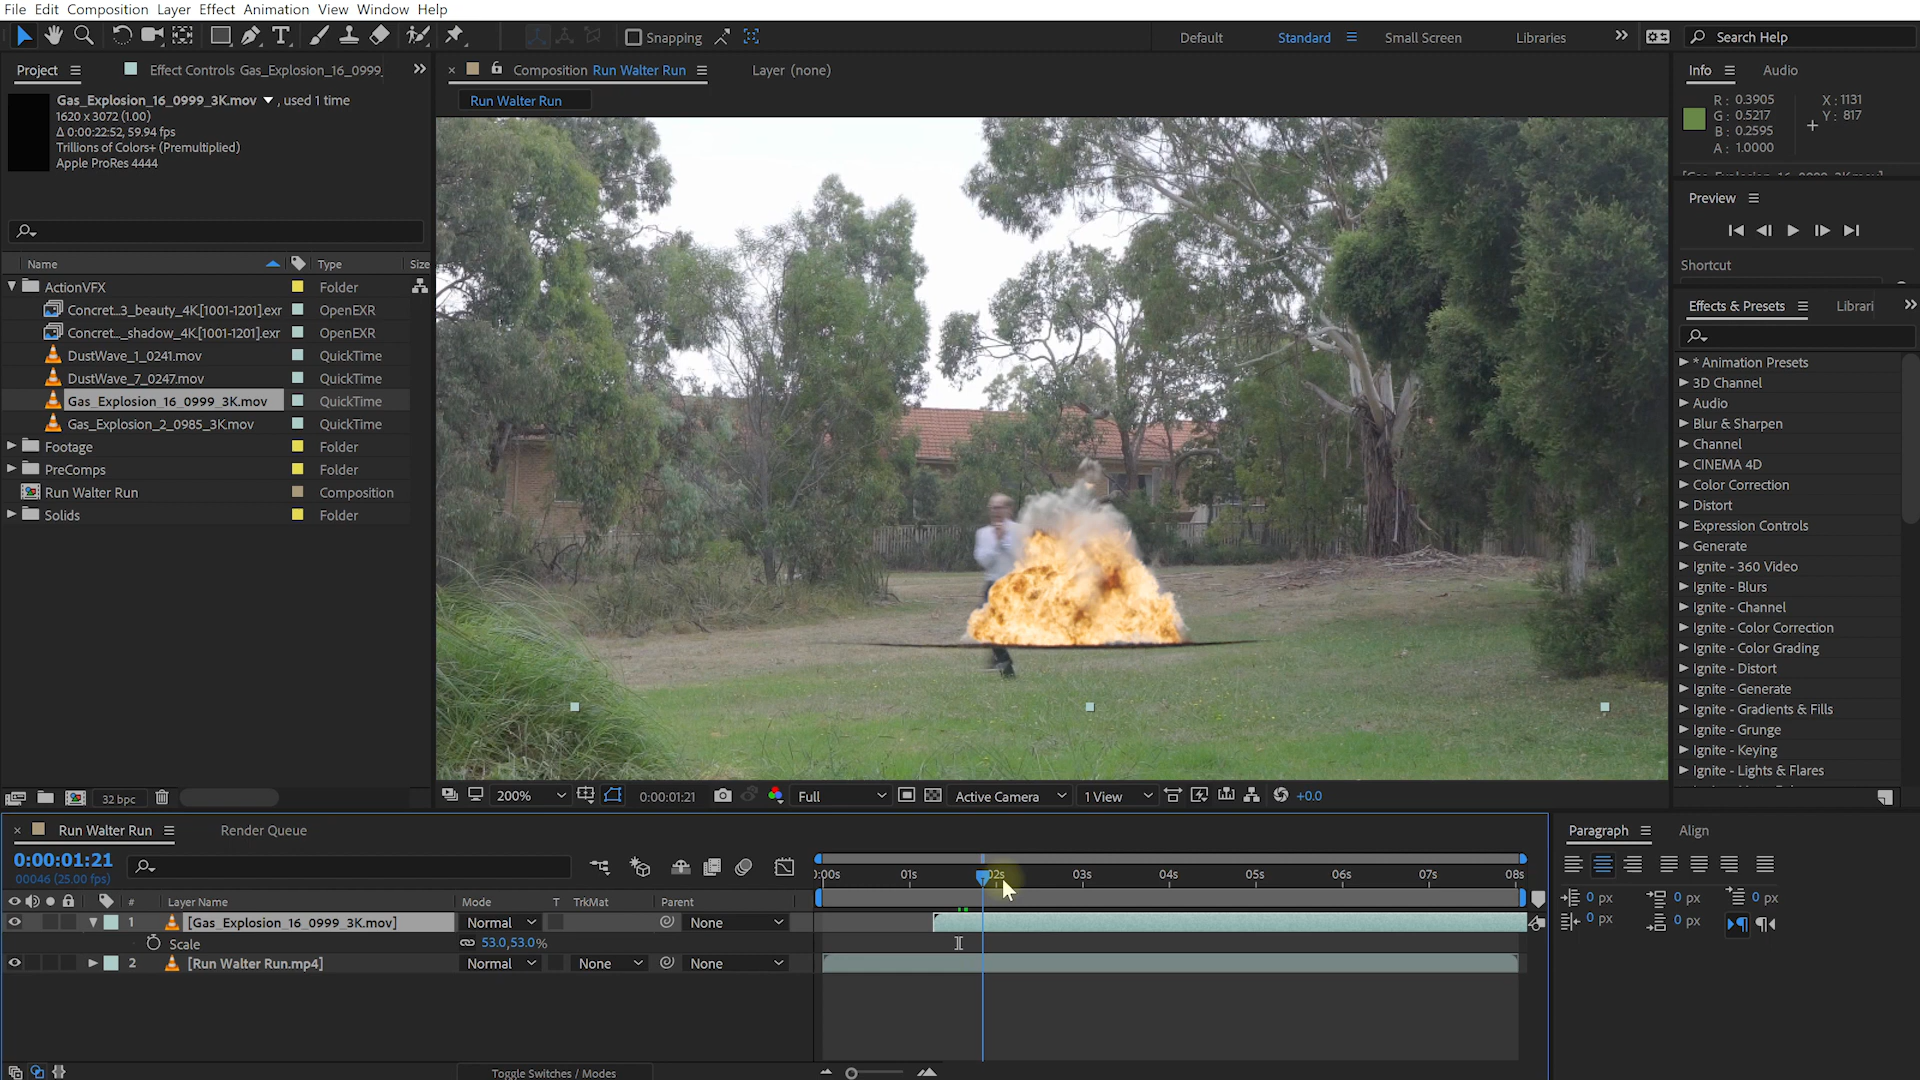 File Edit Composition Layer Effect Animation View Window Help
Snapping
Default Standard Small Screen Libraries
Search Help
Project
Effect Controls Gas_Explosion_16_0999_
Composition Run Walter Run
Layer (none)
Run Walter Run
Gas_Explosion_16_0999_3K.mov , used 1 time
1620 x 3072 (1.00)
Δ 0:00:22:52, 59.94 fps
Trillions of Colors+ (Premultiplied)
Apple ProRes 4444
Name Type Size
ActionVFX Folder
Concret...3_beauty_4K[1001-1201].exr OpenEXR
Concret..._shadow_4K[1001-1201].exr OpenEXR
DustWave_1_0241.mov QuickTime
DustWave_7_0247.mov QuickTime
Gas_Explosion_16_0999_3K.mov QuickTime
Gas_Explosion_2_0985_3K.mov QuickTime
Footage Folder
PreComps Folder
Run Walter Run Composition
Solids Folder
32 bpc
200%
0:00:01:21
Full
Active Camera
1 View
+0.0
Info Audio
R : 0.3905
G : 0.5217
B : 0.2595
A : 1.0000
X : 1131
Y : 817
Preview
Shortcut
Effects & Presets Librari
* Animation Presets
3D Channel
Audio
Blur & Sharpen
Channel
CINEMA 4D
Color Correction
Distort
Expression Controls
Generate
Ignite - 360 Video
Ignite - Blurs
Ignite - Channel
Ignite - Color Correction
Ignite - Color Grading
Ignite - Distort
Ignite - Generate
Ignite - Gradients & Fills
Ignite - Grunge
Ignite - Keying
Ignite - Lights & Flares
Run Walter Run
Render Queue
0:00:01:21
00046 (25.00 fps)
:00s 01s 02s 03s 04s 05s 06s 07s 08s
# Layer Name Mode T TrkMat Parent
1 [Gas_Explosion_16_0999_3K.mov] Normal None
Scale 53.0,53.0%
2 [Run Walter Run.mp4] Normal None None
Toggle Switches / Modes
Paragraph Align
0 px 0 px 0 px
0 px 0 px